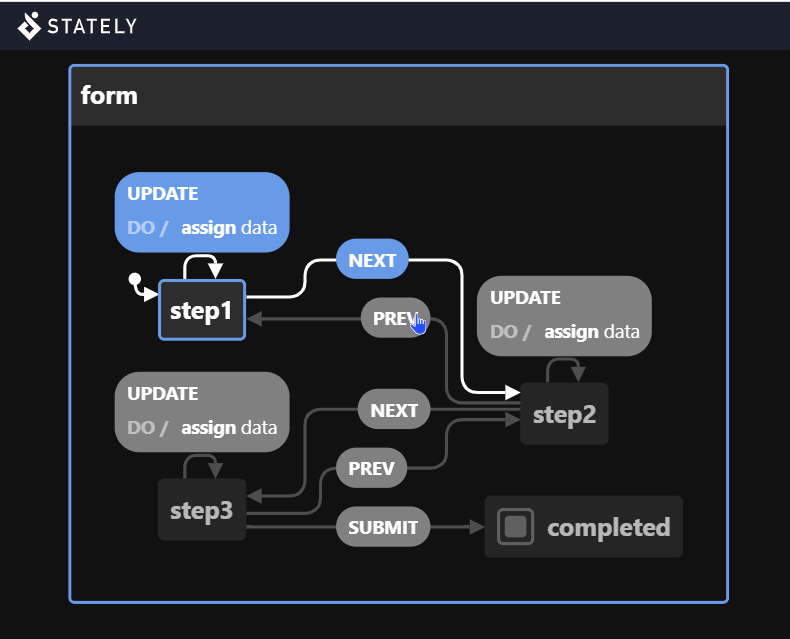 STATELY
form
UPDATE
DO / assign data
NEXT
step1
PREV
UPDATE
DO / assign data
UPDATE
DO / assign data
NEXT
step2
PREV
step3
SUBMIT
completed